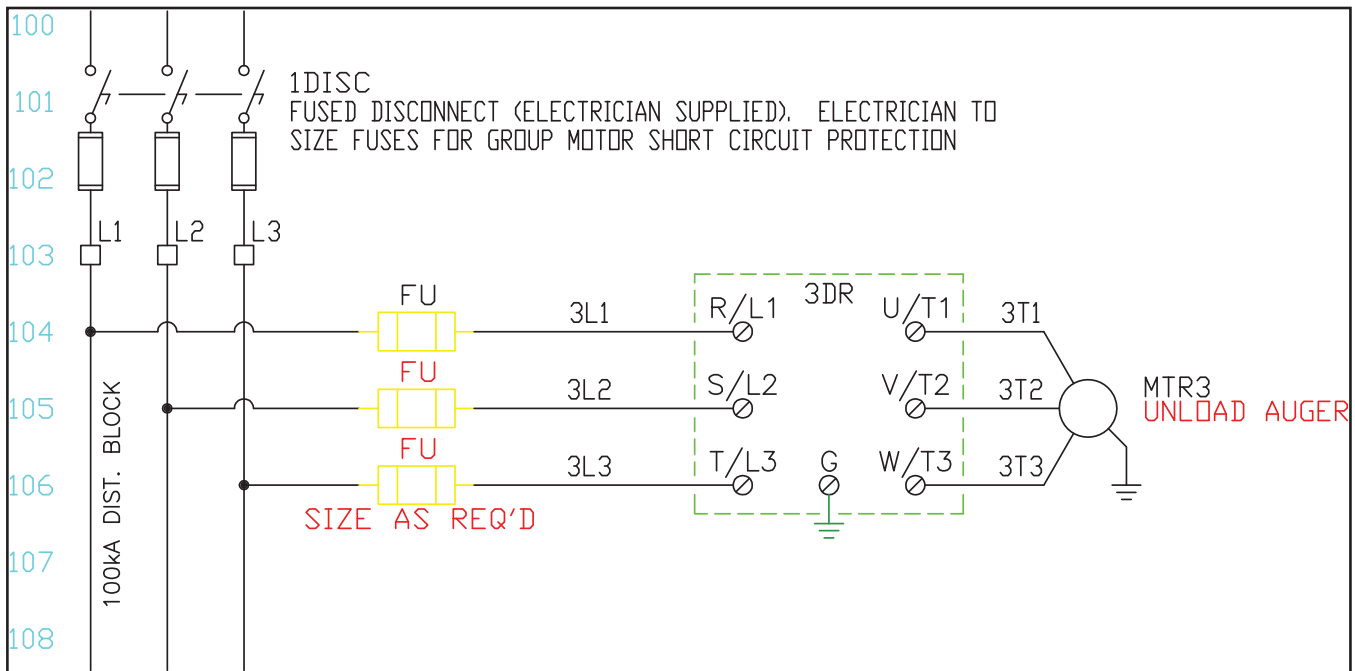 100
101
102
103
104
105
106
107
108
1DISC
FUSED DISCONNECT (ELECTRICIAN SUPPLIED). ELECTRICIAN TO
SIZE FUSES FOR GROUP MOTOR SHORT CIRCUIT PROTECTION
L1
L2
L3
100kA DIST. BLOCK
FU
3L1
FU
3L2
FU
3L3
SIZE AS REQ'D
3DR
R/L1
U/T1
S/L2
V/T2
T/L3
G
W/T3
3T1
3T2
3T3
MTR3
UNLOAD AUGER